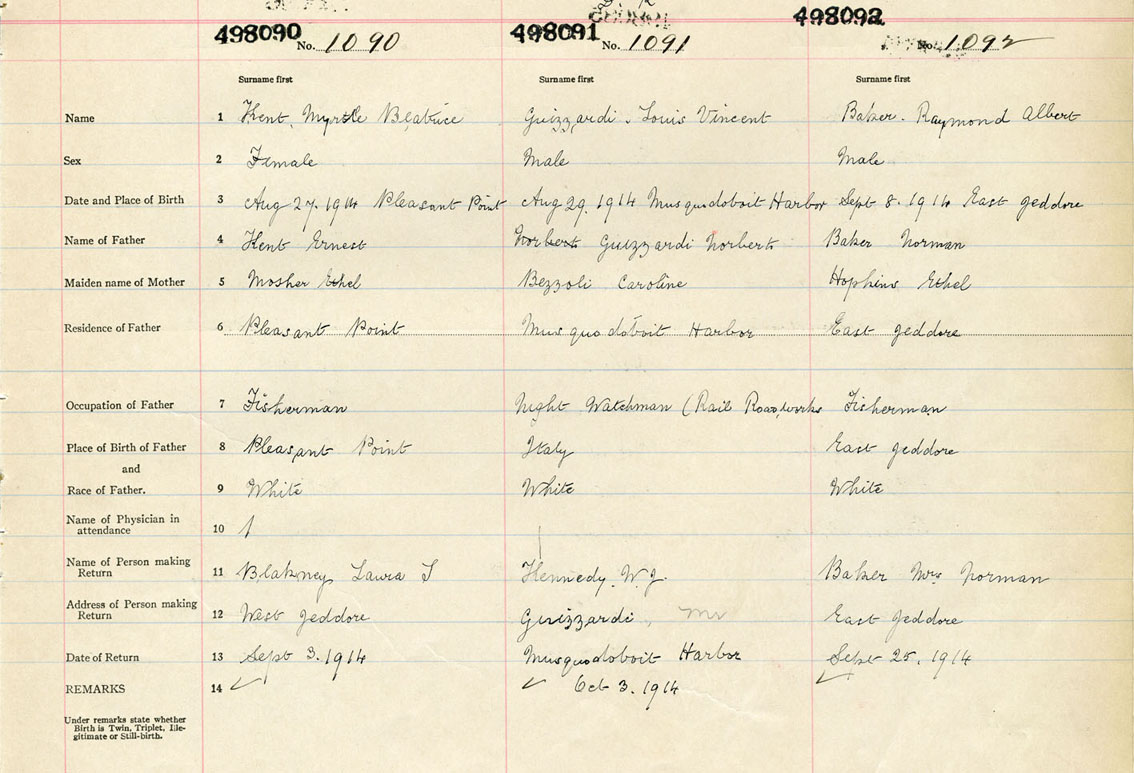 498090 No. 1090 498091 No. 1091 498092 No. 1092
Surname first Surname first Surname first
Name 1 Kent, Myrtle Beatrice Guizzardi, Louis Vincent Baker. Raymond Albert
Sex 2 Female Male Male
Date and Place of Birth 3 Aug 27. 1914 Pleasant Point Aug 29. 1914 Musquodoboit Harbor Sept 8. 1914 East Jeddore
Name of Father 4 Kent Ernest Norbert Guizzardi Norbert Baker Norman
Maiden name of Mother 5 Mosher Ethel Bezzoli Caroline Hopkins Ethel
Residence of Father 6 Pleasant Point Musquodoboit Harbor East Jeddore
Occupation of Father 7 Fisherman Night Watchman (Rail Road works Fisherman
Place of Birth of Father 8 Pleasant Point Italy East Jeddore
and
Race of Father. 9 White White White
Name of Physician in
attendance 10
Name of Person making
Return 11 Blakney Laura Kennedy. W. J. Baker Mrs Norman
Address of Person making
Return 12 West Jeddore Guizzardi, Mr East Jeddore
Date of Return 13 Sept 3. 1914 Musquodoboit Harbor Sept 25. 1914
REMARKS 14 Oct 3. 1914
Under remarks state whether
Birth is Twin, Triplet, Ille-
gitimate or Still-birth.